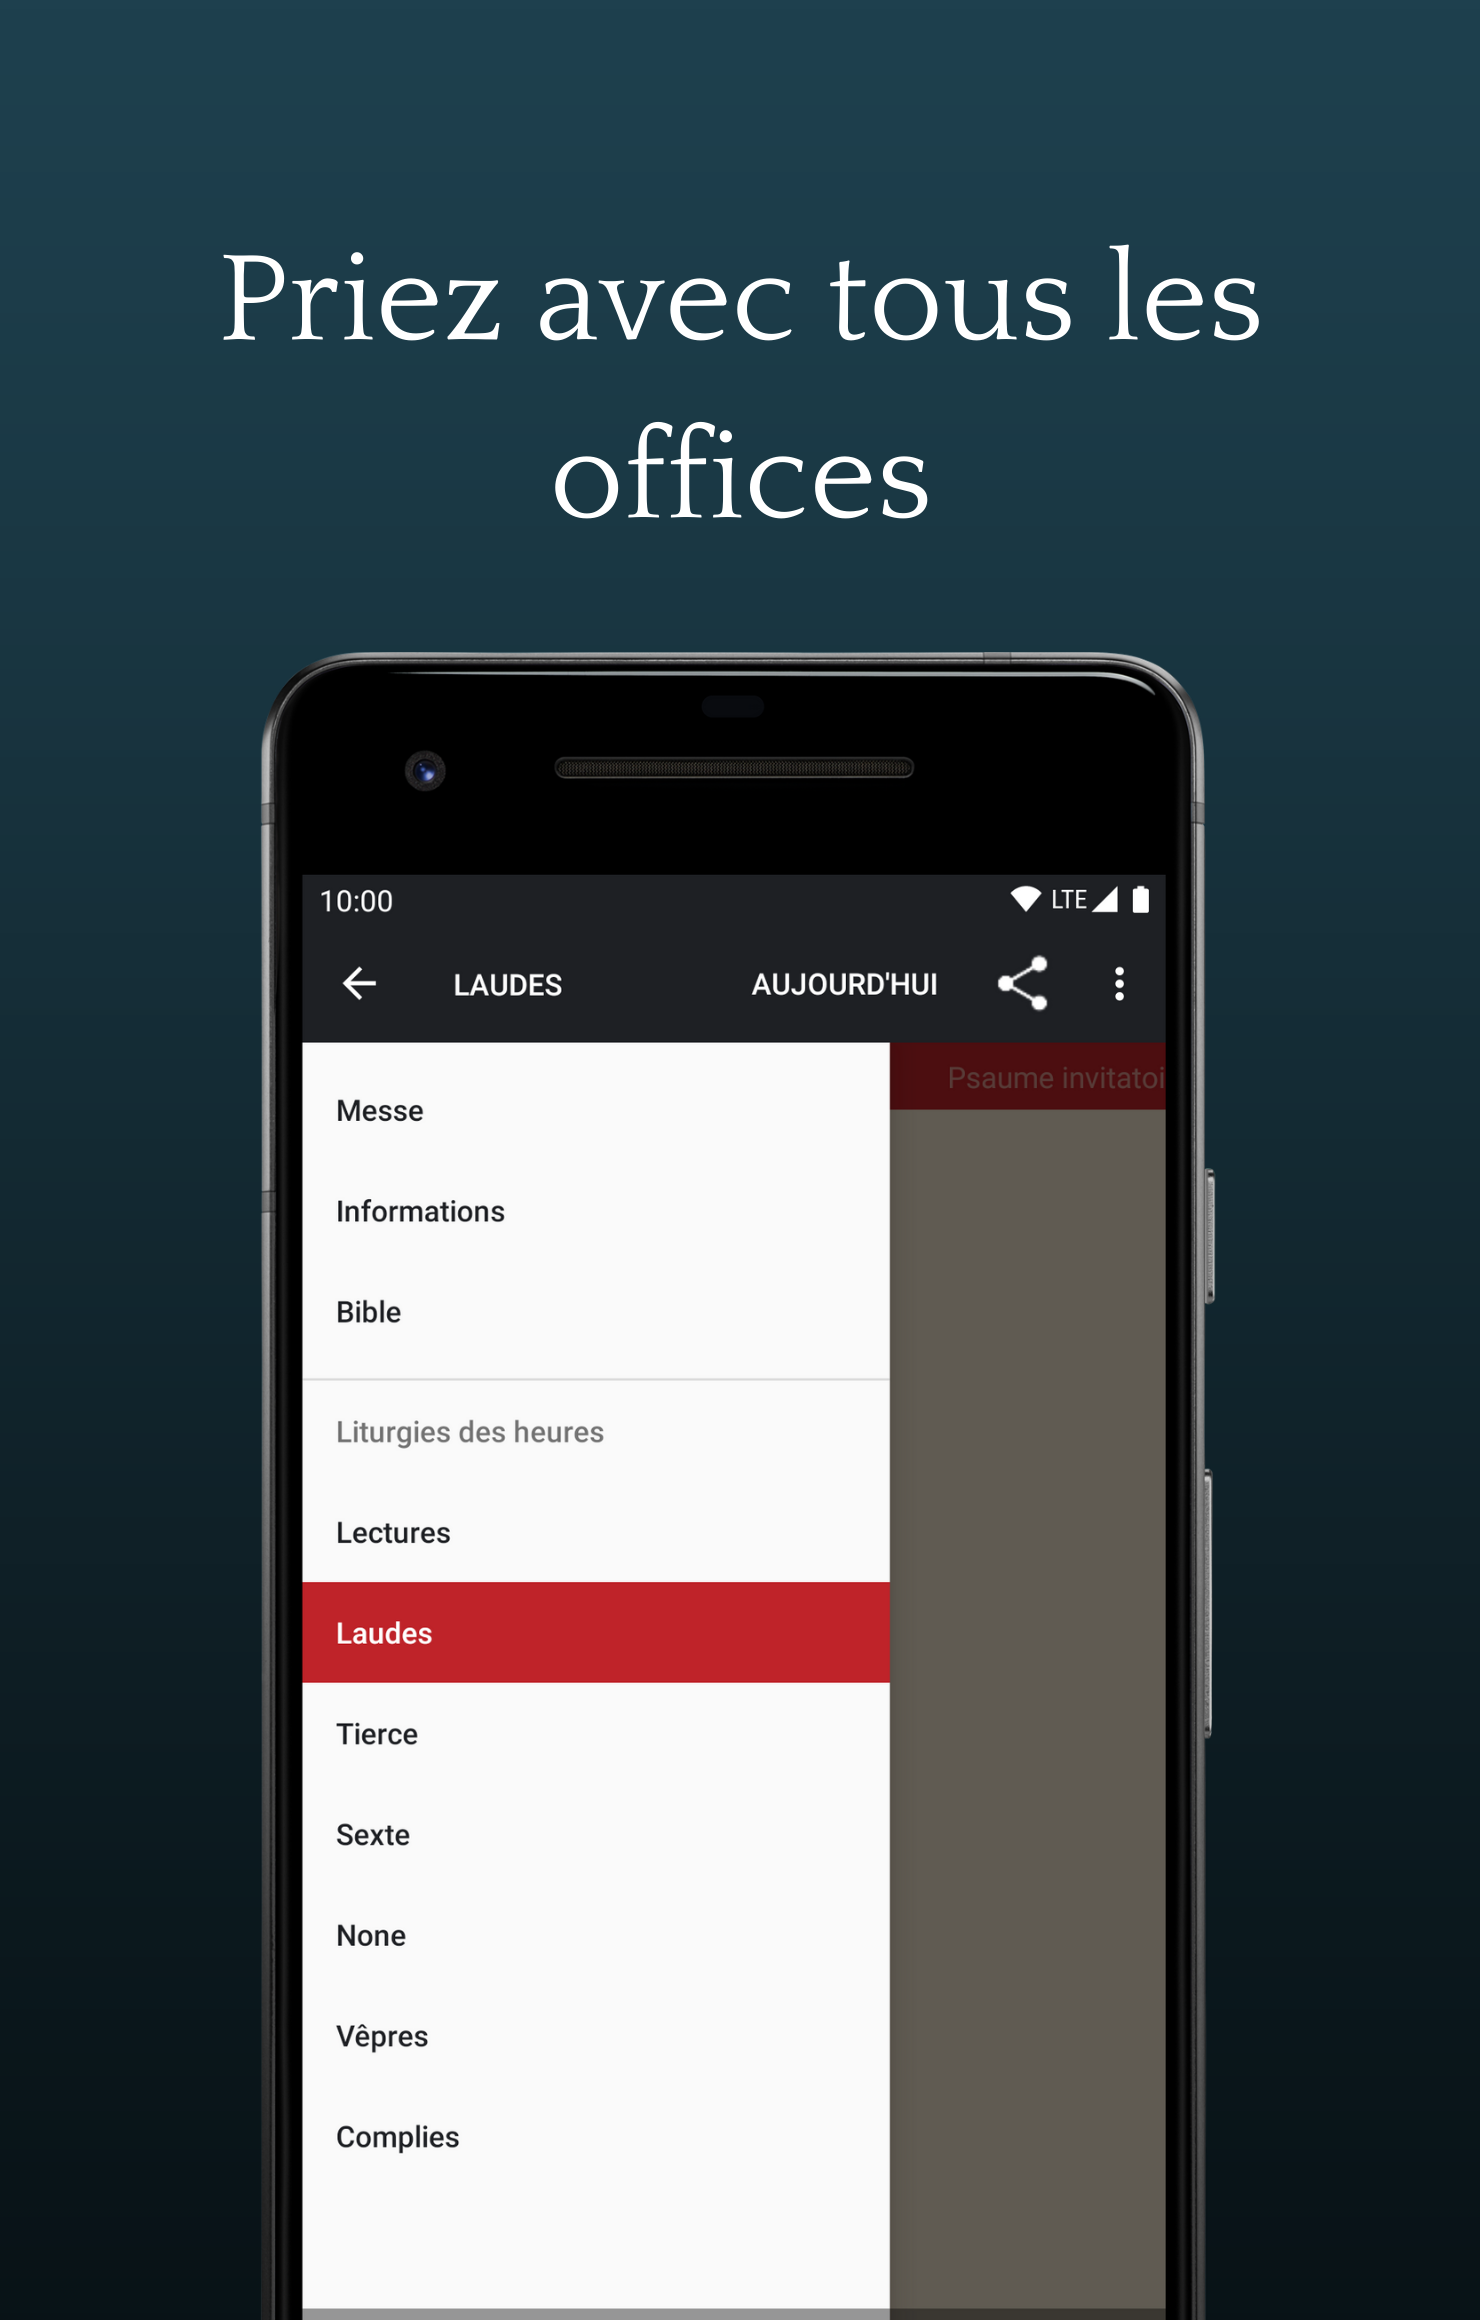 Priez avec tous les
offices
10:00 LTE
LAUDES AUJOURD'HUI
Psaume invitatoi
Messe
Informations
Bible
Liturgies des heures
Lectures
Laudes
Tierce
Sexte
None
Vêpres
Complies